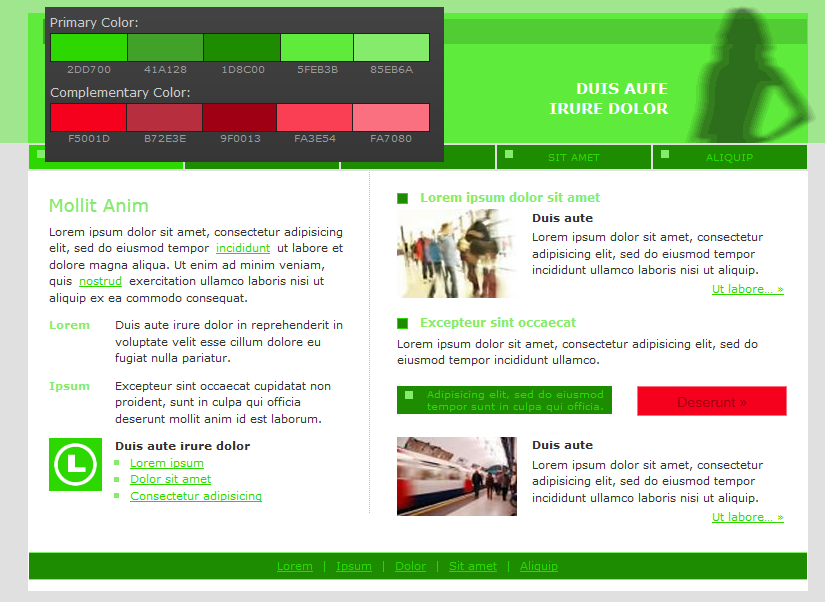 Primary Color:
2DD700 41A128 1D8C00 5FEB3B 85EB6A
Complementary Color:
F5001D B72E3E 9F0013 FA3E54 FA7080
DUIS AUTE
IRURE DOLOR
SIT AMET ALIQUIP
Mollit Anim
Lorem ipsum dolor sit amet, consectetur adipisicing
elit, sed do eiusmod tempor incididunt ut labore et
dolore magna aliqua. Ut enim ad minim veniam,
quis nostrud exercitation ullamco laboris nisi ut
aliquip ex ea commodo consequat.
Lorem Duis aute irure dolor in reprehenderit in
voluptate velit esse cillum dolore eu
fugiat nulla pariatur.
Ipsum Excepteur sint occaecat cupidatat non
proident, sunt in culpa qui officia
deserunt mollit anim id est laborum.
Duis aute irure dolor
Lorem ipsum
Dolor sit amet
Consectetur adipisicing
Lorem ipsum dolor sit amet
Duis aute
Lorem ipsum dolor sit amet, consectetur adipisicing
elit, sed do eiusmod tempor
incididunt ullamco laboris nisi ut aliquip.
Ut labore... »
Excepteur sint occaecat
Lorem ipsum dolor sit amet, consectetur adipisicing elit, sed do
eiusmod tempor incididunt ullamco.
Adipisicing elit, sed do eiusmod
tempor sunt in culpa qui officia.
Deserunt »
Duis aute
Lorem ipsum dolor sit amet, consectetur adipisicing
elit, sed do eiusmod tempor
incididunt ullamco laboris nisi ut aliquip.
Ut labore... »
Lorem | Ipsum | Dolor | Sit amet | Aliquip